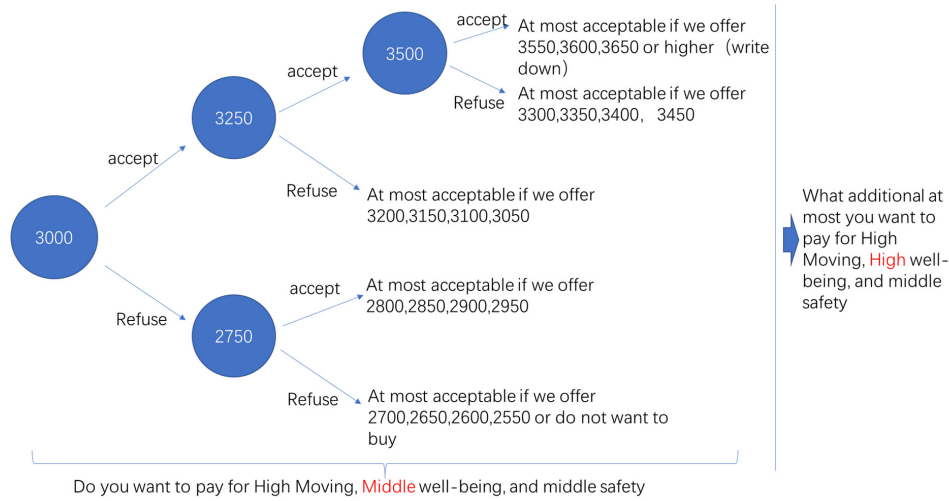 accept
At most acceptable if we offer
3550,3600,3650 or higher（write
down）
3500
accept
Refuse
At most acceptable if we offer
3300,3350,3400， 3450
3250
accept
Refuse
At most acceptable if we offer
3200,3150,3100,3050
3000
Refuse
accept
At most acceptable if we offer
2800,2850,2900,2950
2750
Refuse
At most acceptable if we offer
2700,2650,2600,2550 or do not want to
buy
Do you want to pay for High Moving, Middle well-being, and middle safety
What additional at
most you want to
pay for High
Moving, High well-
being, and middle
safety